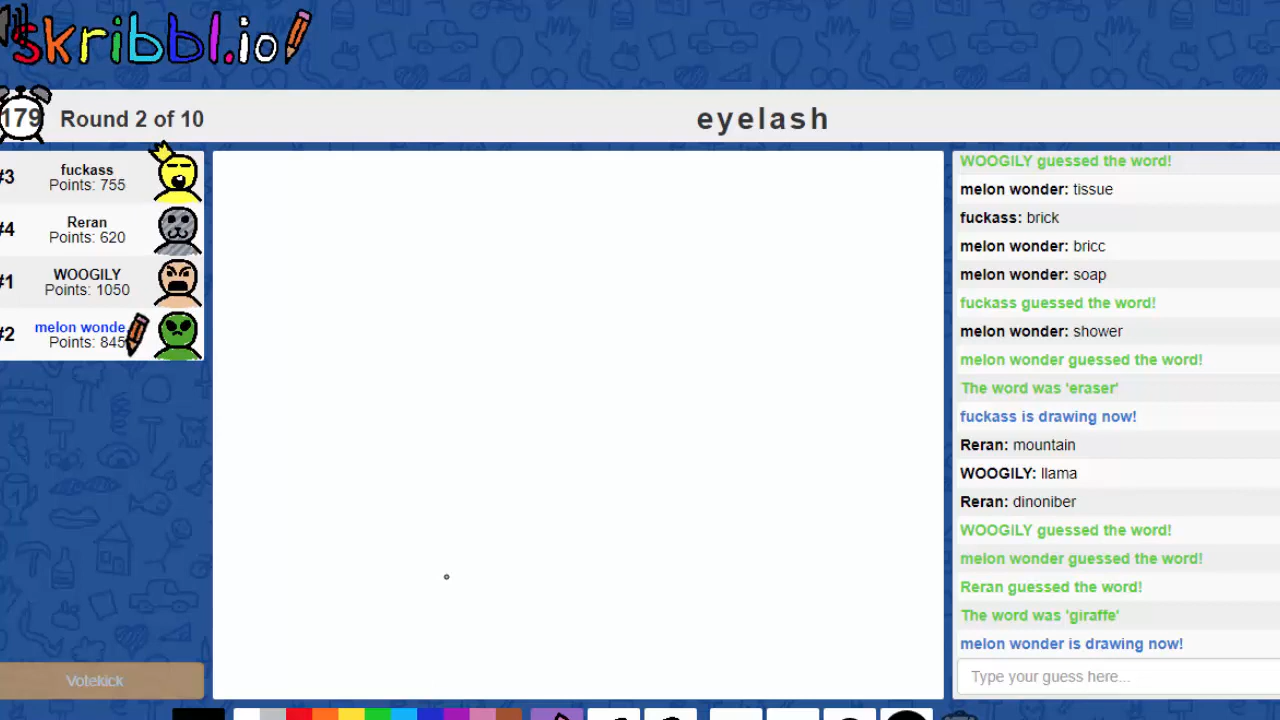 skribbl.io
179
Round 2 of 10
eyelash
#3
fuckass
Points: 755
#4
Reran
Points: 620
#1
WOOGILY
Points: 1050
#2
melon wonde
Points: 845
Votekick
WOOGILY guessed the word!
melon wonder: tissue
fuckass: brick
melon wonder: bricc
melon wonder: soap
fuckass guessed the word!
melon wonder: shower
melon wonder guessed the word!
The word was 'eraser'
fuckass is drawing now!
Reran: mountain
WOOGILY: llama
Reran: dinoniber
WOOGILY guessed the word!
melon wonder guessed the word!
Reran guessed the word!
The word was 'giraffe'
melon wonder is drawing now!
Type your guess here...